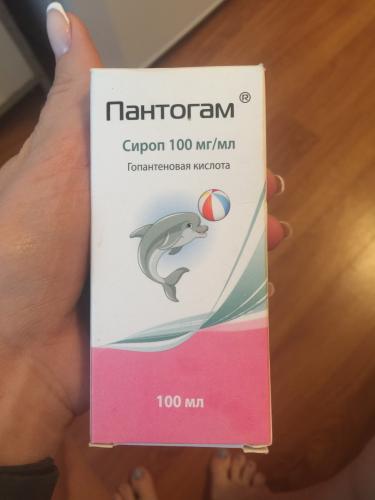 Пантогам®
Сироп 100 мг/мл
Гопантеновая кислота
100 мл